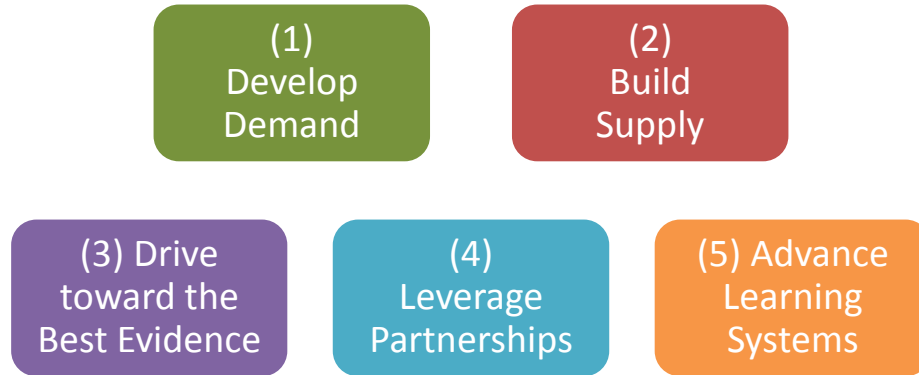 (1)
Develop
Demand
(2)
Build
Supply
(3) Drive
toward the
Best Evidence
(4)
Leverage
Partnerships
(5) Advance
Learning
Systems